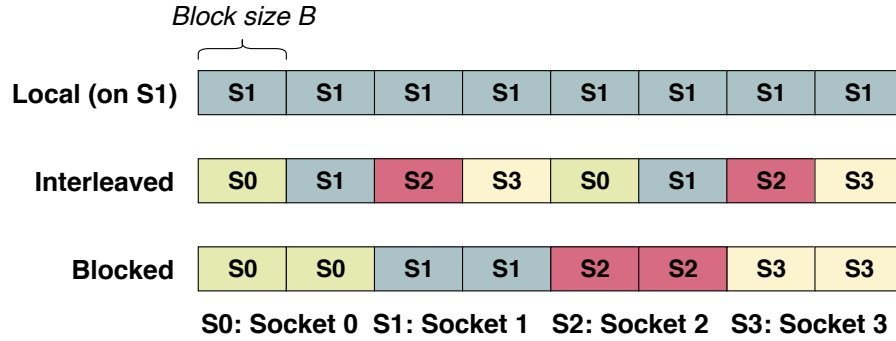 Block size B
Local (on S1) S1 S1 S1 S1 S1 S1 S1 S1
Interleaved S0 S1 S2 S3 S0 S1 S2 S3
Blocked S0 S0 S1 S1 S2 S2 S3 S3
S0: Socket 0 S1: Socket 1 S2: Socket 2 S3: Socket 3